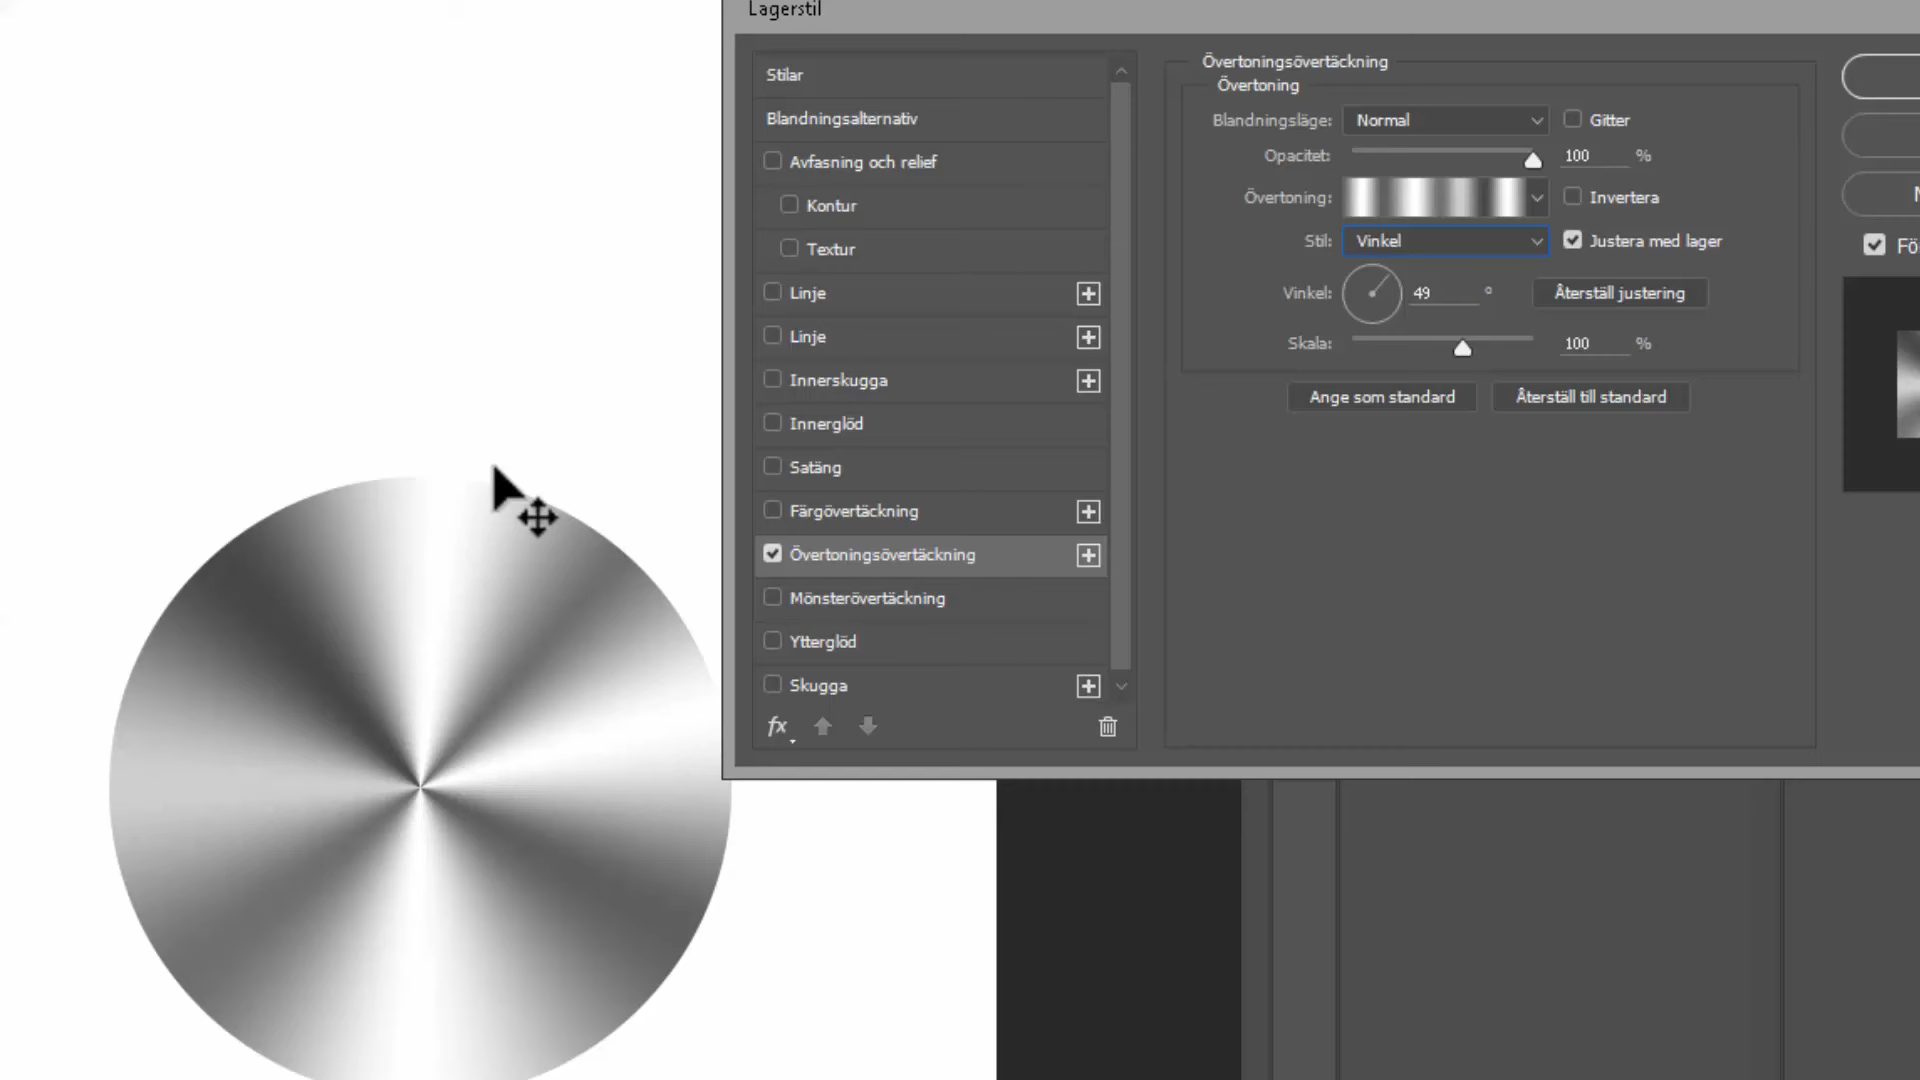 Lagerstil
Stilar
Blandningsalternativ
Avfasning och relief
Kontur
Textur
Linje
Linje
Innerskugga
Innerglöd
Satäng
Färgövertäckning
Övertoningsövertäckning
Mönsterövertäckning
Ytterglöd
Skugga
fx
Övertoningsövertäckning
Övertoning
Blandningsläge: Normal Gitter
Opacitet: 100 %
Övertoning: Invertera
Stil: Vinkel Justera med lager
Vinkel: 49 ° Återställ justering
Skala: 100 %
Ange som standard Återställ till standard